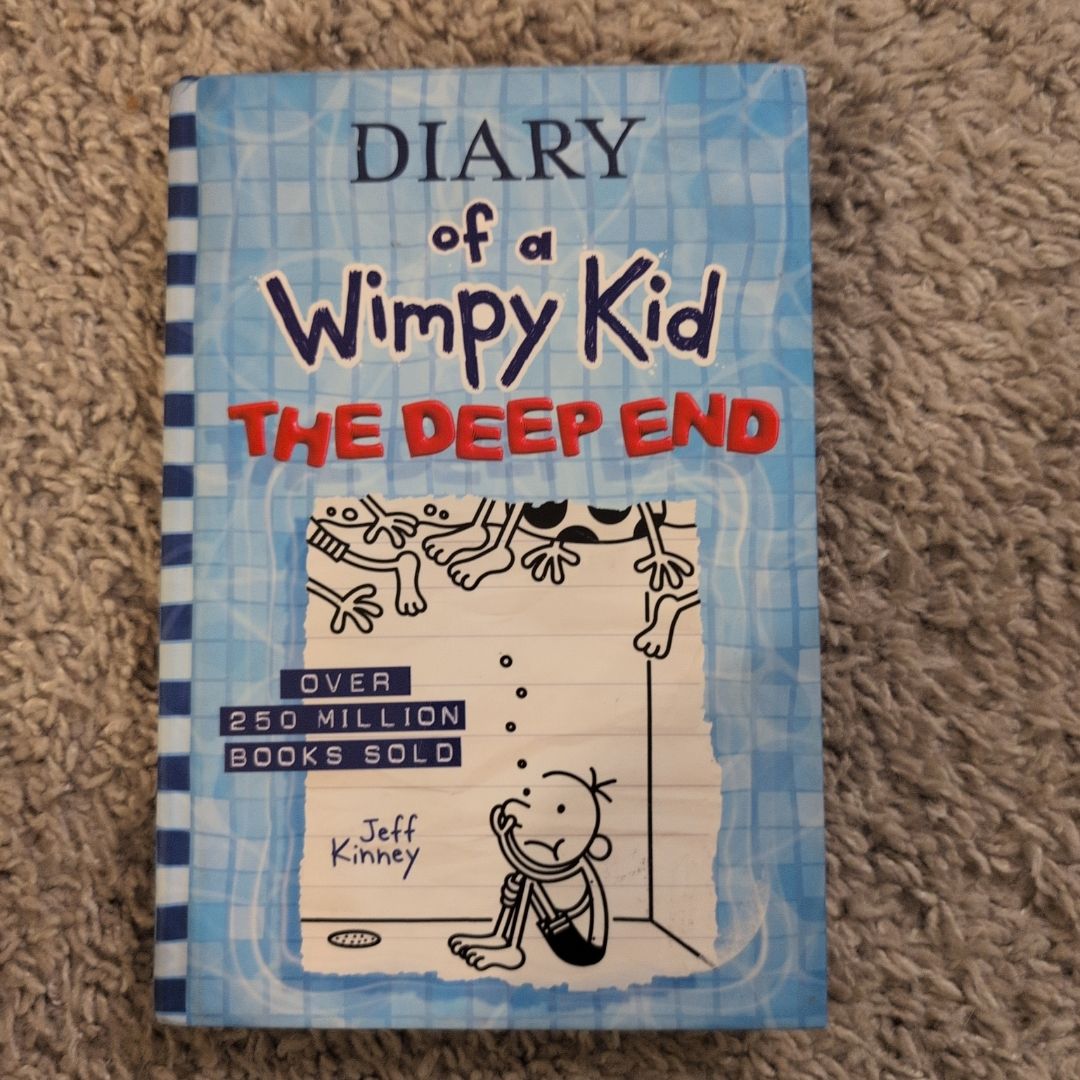 DIARY
of a
Wimpy Kid
THE DEEP END
OVER
250 MILLION
BOOKS SOLD
Jeff
Kinney